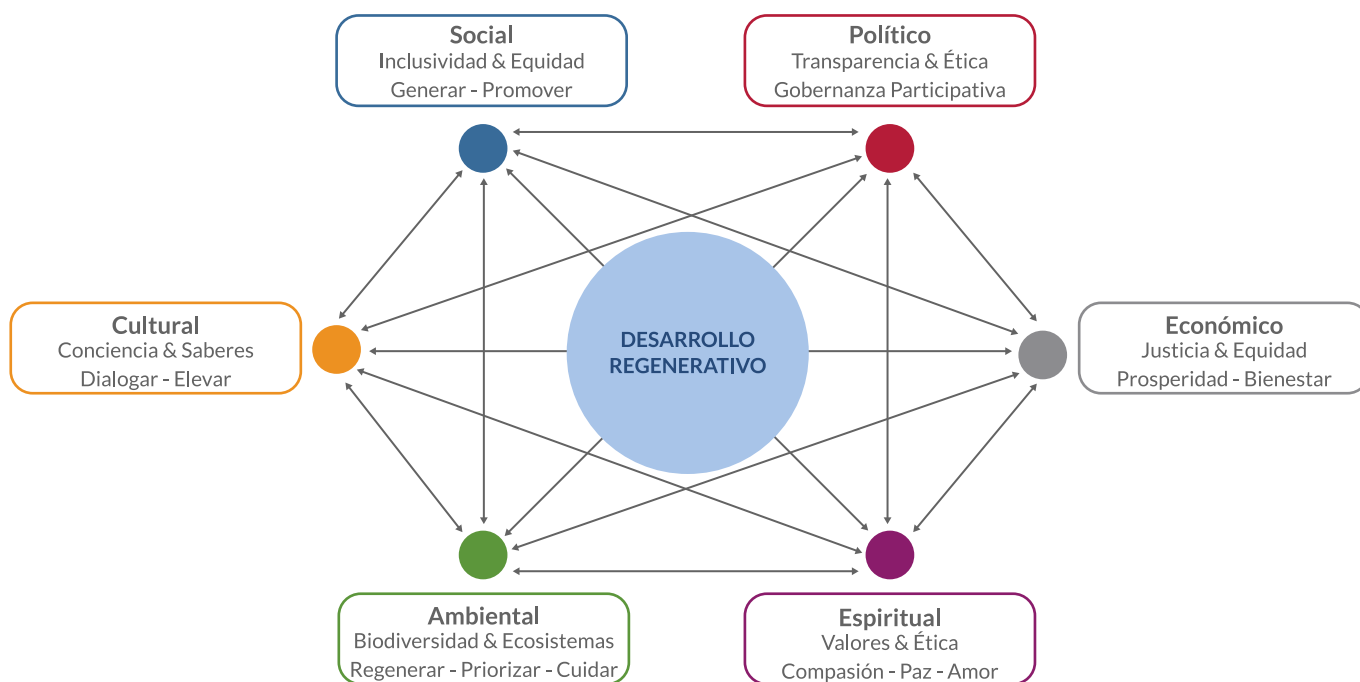 Social
Inclusividad & Equidad
Generar - Promover
Político
Transparencia & Ética
Gobernanza Participativa
Cultural
Conciencia & Saberes
Dialogar - Elevar
DESARROLLO
REGENERATIVO
Económico
Justicia & Equidad
Prosperidad - Bienestar
Ambiental
Biodiversidad & Ecosistemas
Regenerar - Priorizar - Cuidar
Espiritual
Valores & Ética
Compasión - Paz - Amor